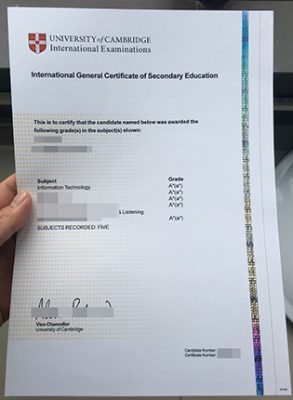 UNIVERSITY of CAMBRIDGE
International Examinations
International General Certificate of Secondary Education
This is to certify that the candidate named below was awarded
the following grade(s) in the subject(s) shown:
Subject Grade
Information Technology A*(a*)
A*(a*)
A*(a*)
A*(a*)
& Listening A*(a*)
SUBJECTS RECORDED: FIVE
Vice-Chancellor
University of Cambridge
Candidate Number:
Certificate Number: